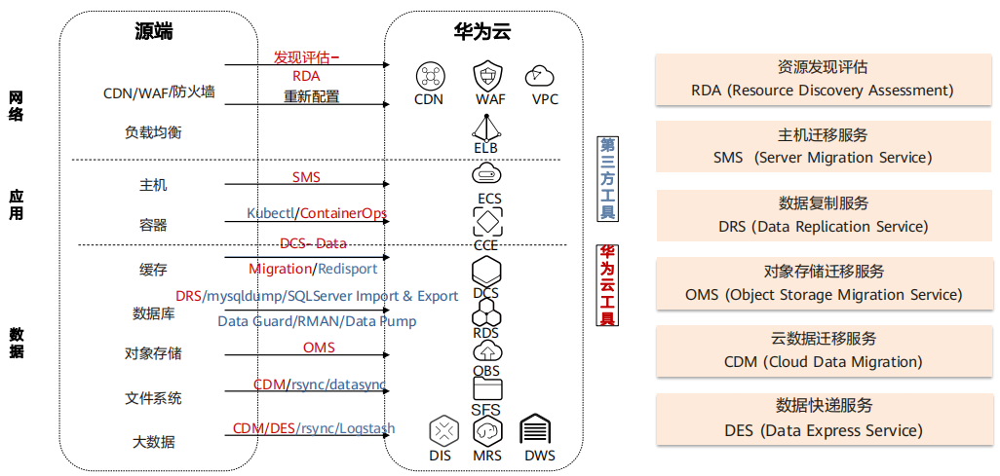 源端
华为云
发现评估-
RDA
CDN/WAF/防火墙
重新配置
CDN
WAF
VPC
网络
负载均衡
ELB
主机
SMS
ECS
应用
容器
Kubectl/ContainerOps
CCE
缓存
DCS-Data
Migration/Redisport
DCS
DRS/mysqldump/SQLServer Import & Export
数据库
Data Guard/RMAN/Data Pump
RDS
数据
对象存储
OMS
OBS
文件系统
CDM/rsync/datasync
SFS
大数据
CDM/DES/rsync/Logstash
DIS
MRS
DWS
第三方工具
华为云工具
资源发现评估
RDA (Resource Discovery Assessment)
主机迁移服务
SMS (Server Migration Service)
数据复制服务
DRS (Data Replication Service)
对象存储迁移服务
OMS (Object Storage Migration Service)
云数据迁移服务
CDM (Cloud Data Migration)
数据快递服务
DES (Data Express Service)